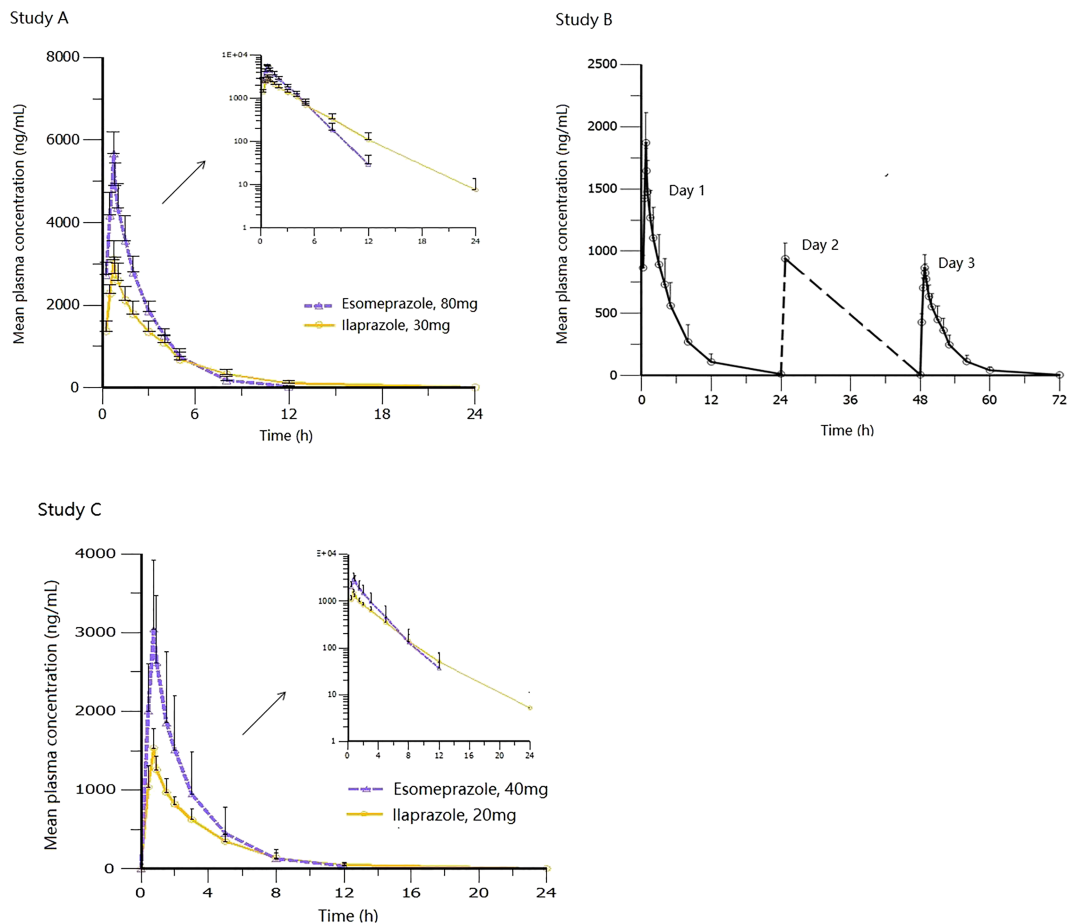 Study A
Mean plasma concentration (ng/mL)
8000
6000
4000
2000
0
0 6 12 18 24
Time (h)
1E+04
1000
100
10
1
0 6 12 18 24
Esomeprazole, 80mg
Ilaprazole, 30mg
Study B
Mean plasma concentration (ng/mL)
2500
2000
1500
1000
500
0
Day 1
Day 2
Day 3
0 12 24 36 48 60 72
Time (h)
Study C
Mean plasma concentration (ng/mL)
4000
3000
2000
1000
0
0 4 8 12 16 20 24
Time (h)
E+04
1000
100
10
1
0 4 8 12 16 20 24
Esomeprazole, 40mg
Ilaprazole, 20mg